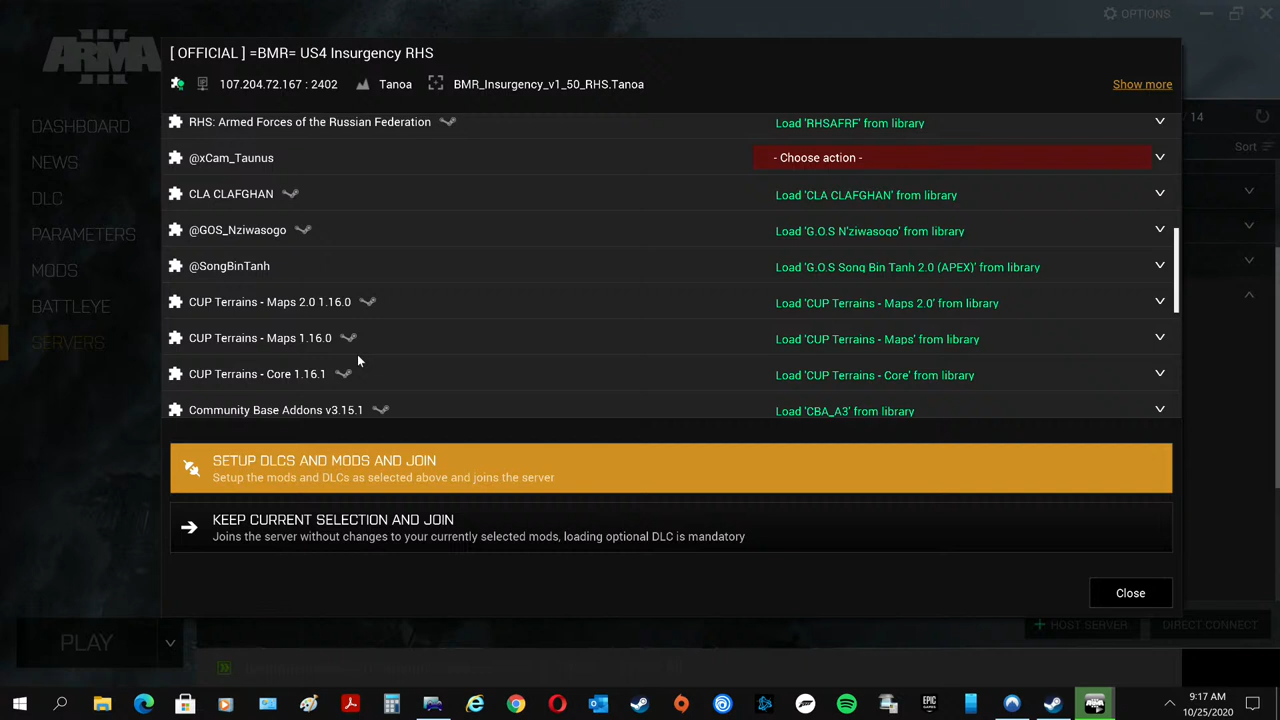 OPTIONS
ARMA
III
[ OFFICIAL ] =BMR= US4 Insurgency RHS
107.204.72.167 : 2402 Tanoa BMR_Insurgency_v1_50_RHS.Tanoa Show more
DASHBOARD
NEWS
DLC
PARAMETERS
MODS
BATTLEYE
SERVERS
/ 14
Sort
RHS: Armed Forces of the Russian Federation Load 'RHSAFRF' from library
@xCam_Taunus - Choose action -
CLA CLAFGHAN Load 'CLA CLAFGHAN' from library
@GOS_Nziwasogo Load 'G.O.S N'ziwasogo' from library
@SongBinTanh Load 'G.O.S Song Bin Tanh 2.0 (APEX)' from library
CUP Terrains - Maps 2.0 1.16.0 Load 'CUP Terrains - Maps 2.0' from library
CUP Terrains - Maps 1.16.0 Load 'CUP Terrains - Maps' from library
CUP Terrains - Core 1.16.1 Load 'CUP Terrains - Core' from library
Community Base Addons v3.15.1 Load 'CBA_A3' from library
SETUP DLCS AND MODS AND JOIN
Setup the mods and DLCs as selected above and joins the server
KEEP CURRENT SELECTION AND JOIN
Joins the server without changes to your currently selected mods, loading optional DLC is mandatory
Close
PLAY
+ HOST SERVER DIRECT CONNECT
EPIC
GAMES
9:17 AM
10/25/2020